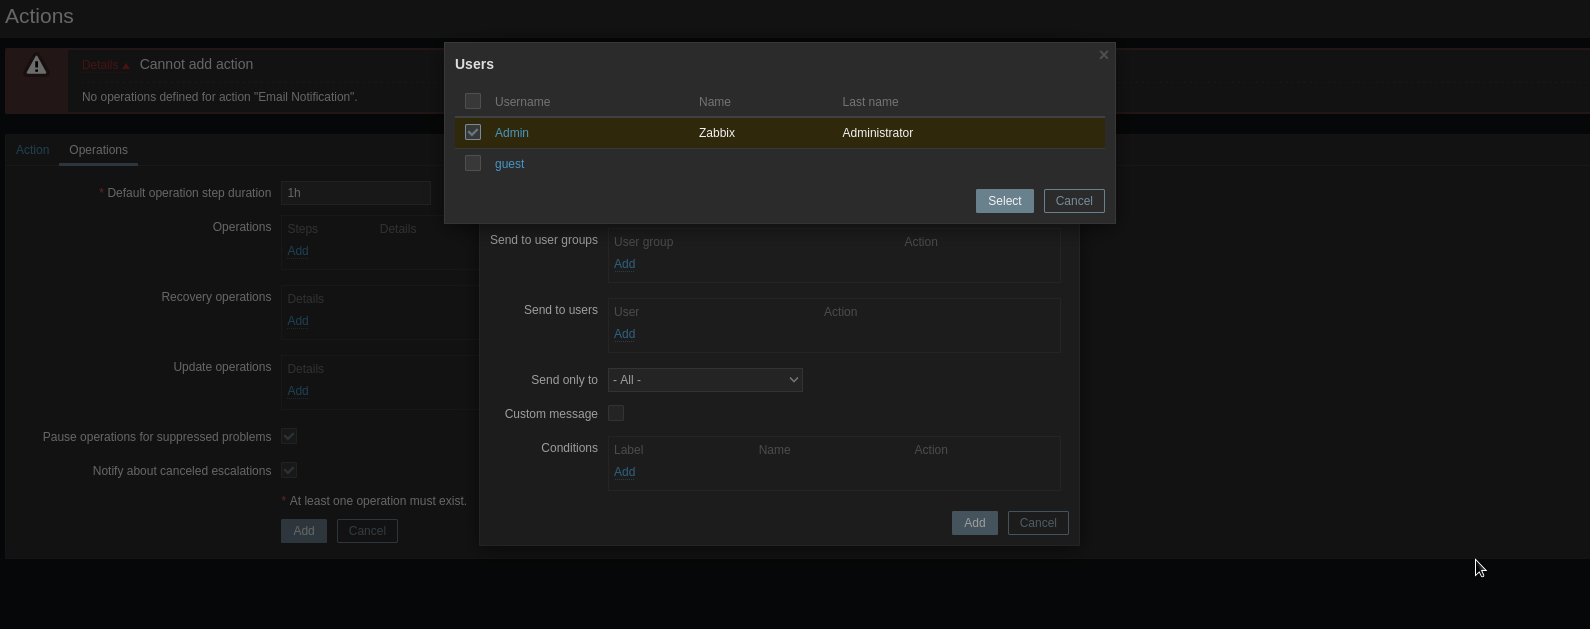 Actions
Details Cannot add action
No operations defined for action "Email Notification".
Users
Username Name Last name
Admin Zabbix Administrator
guest
Select Cancel
Action Operations
* Default operation step duration 1h
Operations Steps Details
Add
Recovery operations Details
Add
Update operations Details
Add
Pause operations for suppressed problems
Notify about canceled escalations
* At least one operation must exist.
Add Cancel
Send to user groups User group Action
Add
Send to users User Action
Add
Send only to - All -
Custom message
Conditions Label Name Action
Add
Add Cancel